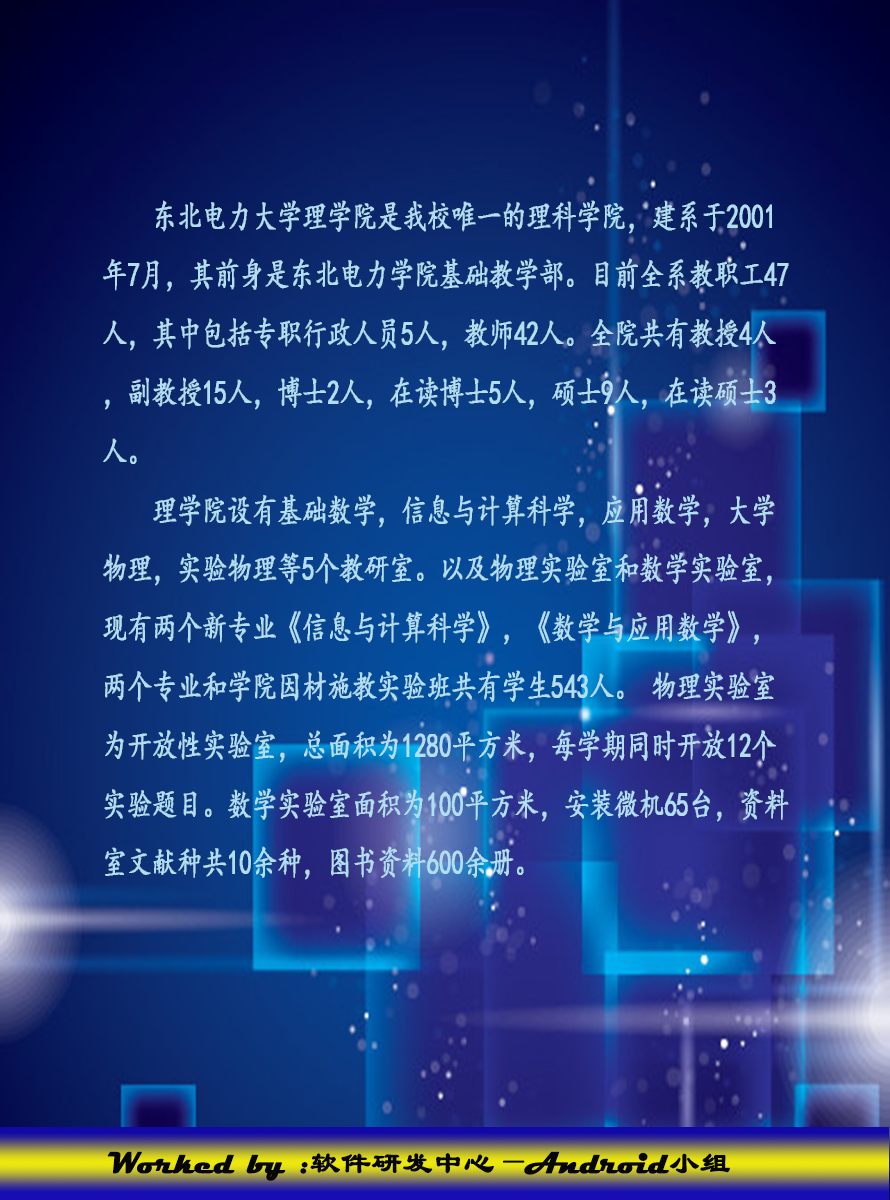 东北电力大学理学院是我校唯一的理科学院，建系于2001
年7月，其前身是东北电力学院基础教学部。目前全系教职工47
人，其中包括专职行政人员5人，教师42人。全院共有教授4人
，副教授15人，博士2人，在读博士5人，硕士9人，在读硕士3
人。
理学院设有基础数学，信息与计算科学，应用数学，大学
物理，实验物理等5个教研室。以及物理实验室和数学实验室，
现有两个新专业《信息与计算科学》，《数学与应用数学》，
两个专业和学院因材施教实验班共有学生543人。 物理实验室
为开放性实验室，总面积为1280平方米，每学期同时开放12个
实验题目。数学实验室面积为100平方米，安装微机65台，资料
室文献种共10余种，图书资料600余册。
Worked by :软件研发中心 —Android小组